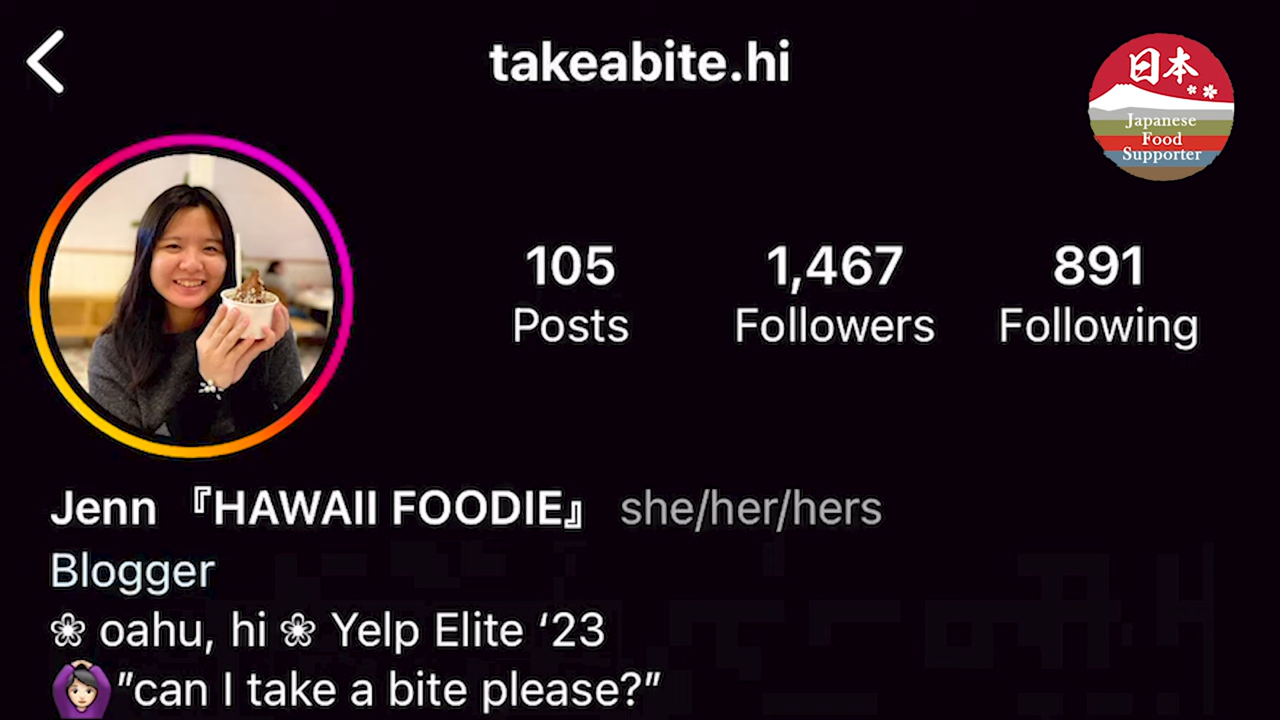 takeabite.hi
日本
Japanese
Food
Supporter
105 1,467 891
Posts Followers Following
Jenn 『HAWAII FOODIE』 she/her/hers
Blogger
❀ oahu, hi ❀ Yelp Elite ‘23
🙆🏻‍♀️”can I take a bite please?”